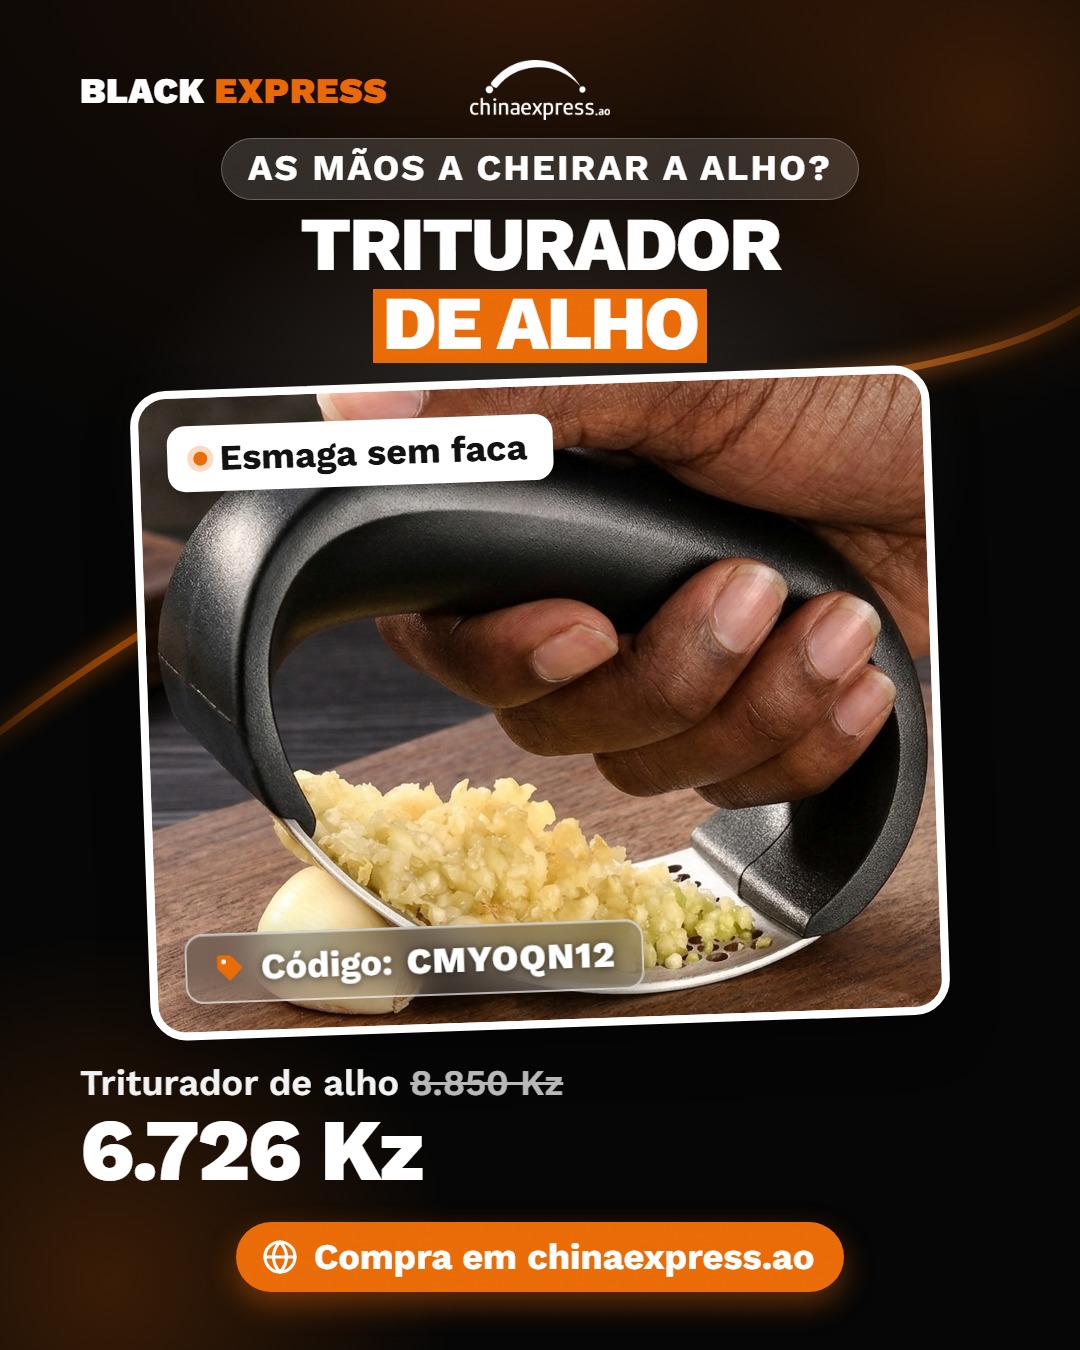 BLACK EXPRESS
chinaexpress.ao
AS MÃOS A CHEIRAR A ALHO?
TRITURADOR
DE ALHO
Esmaga sem faca
Código: CMYOQN12
Triturador de alho 8.850 Kz
6.726 Kz
Compra em chinaexpress.ao